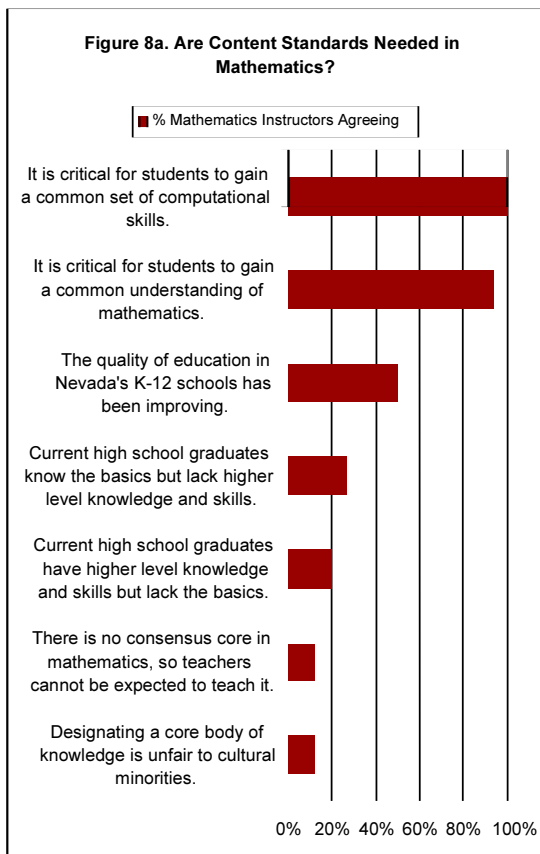 Figure 8a. Are Content Standards Needed in
Mathematics?
% Mathematics Instructors Agreeing
It is critical for students to gain
a common set of computational
skills.
It is critical for students to gain
a common understanding of
mathematics.
The quality of education in
Nevada's K-12 schools has
been improving.
Current high school graduates
know the basics but lack higher
level knowledge and skills.
Current high school graduates
have higher level knowledge
and skills but lack the basics.
There is no consensus core in
mathematics, so teachers
cannot be expected to teach it.
Designating a core body of
knowledge is unfair to cultural
minorities.
0% 20% 40% 60% 80% 100%